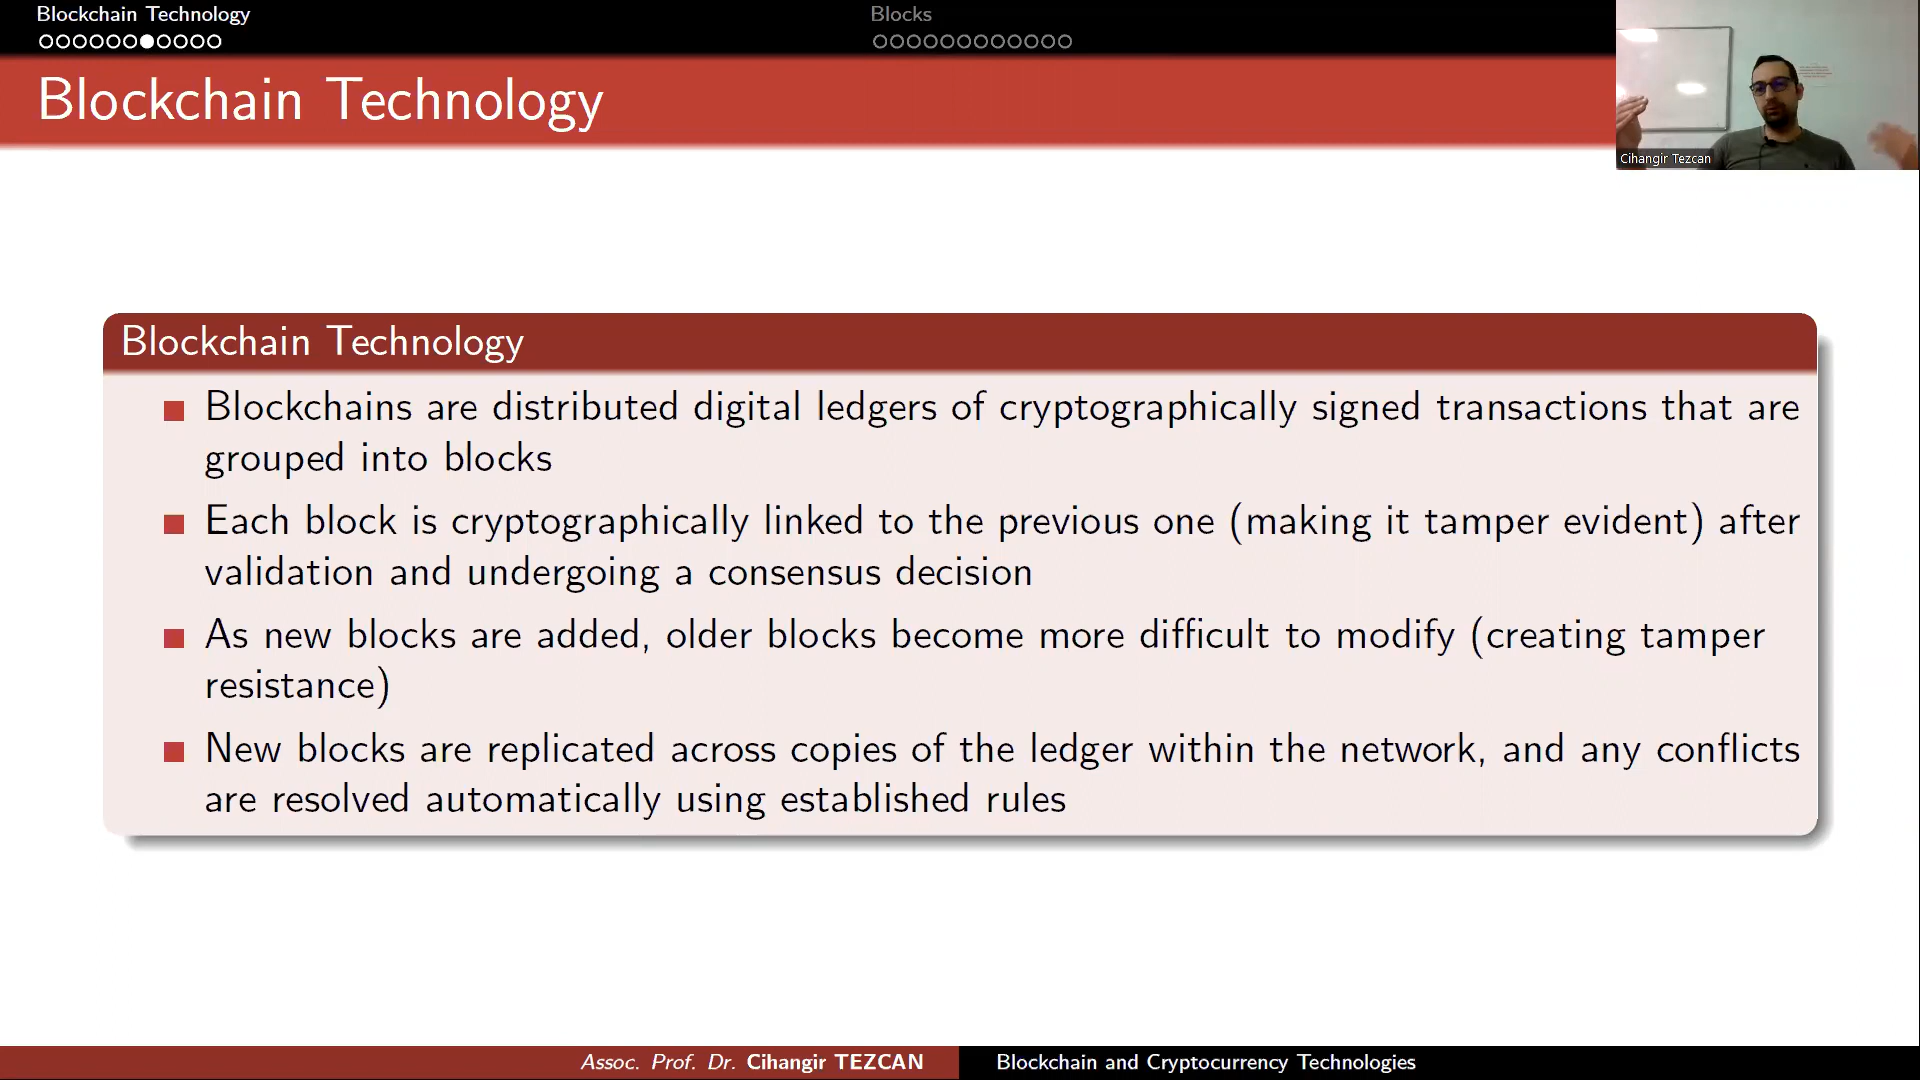 Blockchain Technology
Blocks
Blockchain Technology
Cihangir Tezcan
Blockchain Technology
Blockchains are distributed digital ledgers of cryptographically signed transactions that are
grouped into blocks
Each block is cryptographically linked to the previous one (making it tamper evident) after
validation and undergoing a consensus decision
As new blocks are added, older blocks become more difficult to modify (creating tamper
resistance)
New blocks are replicated across copies of the ledger within the network, and any conflicts
are resolved automatically using established rules
Assoc. Prof. Dr. Cihangir TEZCAN
Blockchain and Cryptocurrency Technologies